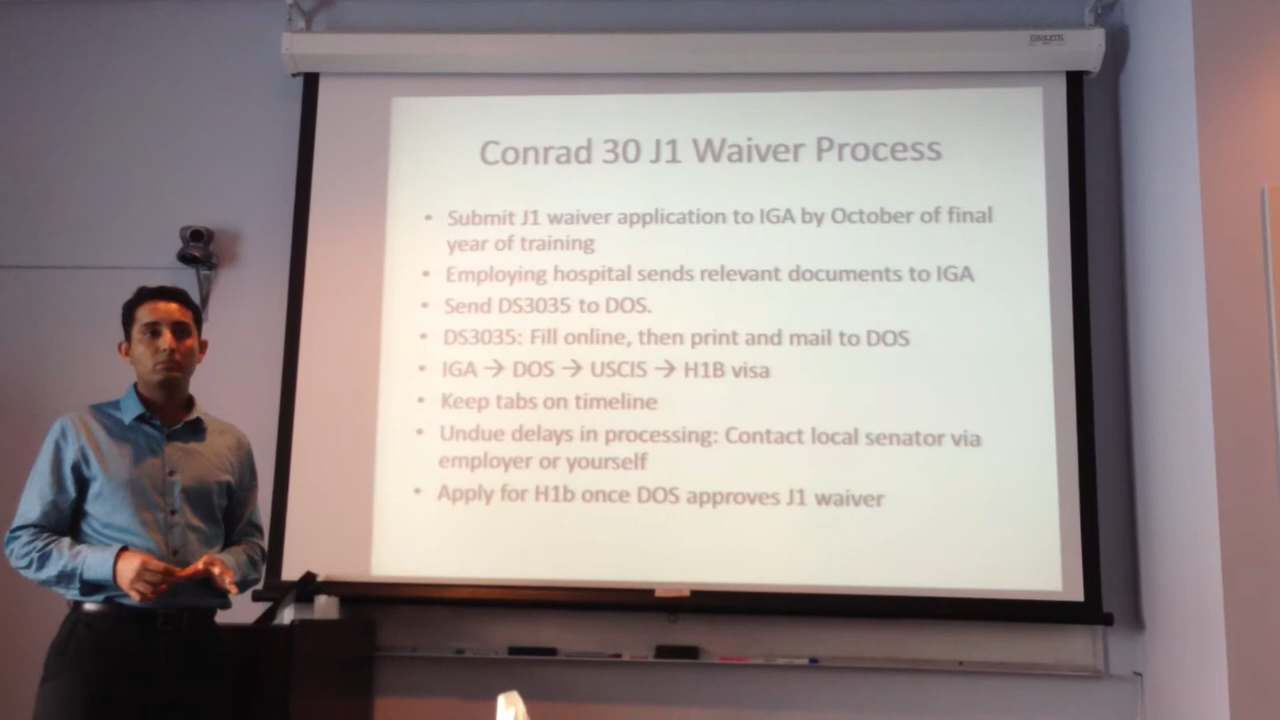 Conrad 30 J1 Waiver Process
• Submit J1 waiver application to IGA by October of final
year of training
• Employing hospital sends relevant documents to IGA
• Send DS3035 to DOS.
• DS3035: Fill online, then print and mail to DOS
• IGA → DOS → USCIS → H1B visa
• Keep tabs on timeline
• Undue delays in processing: Contact local senator via
employer or yourself
• Apply for H1b once DOS approves J1 waiver